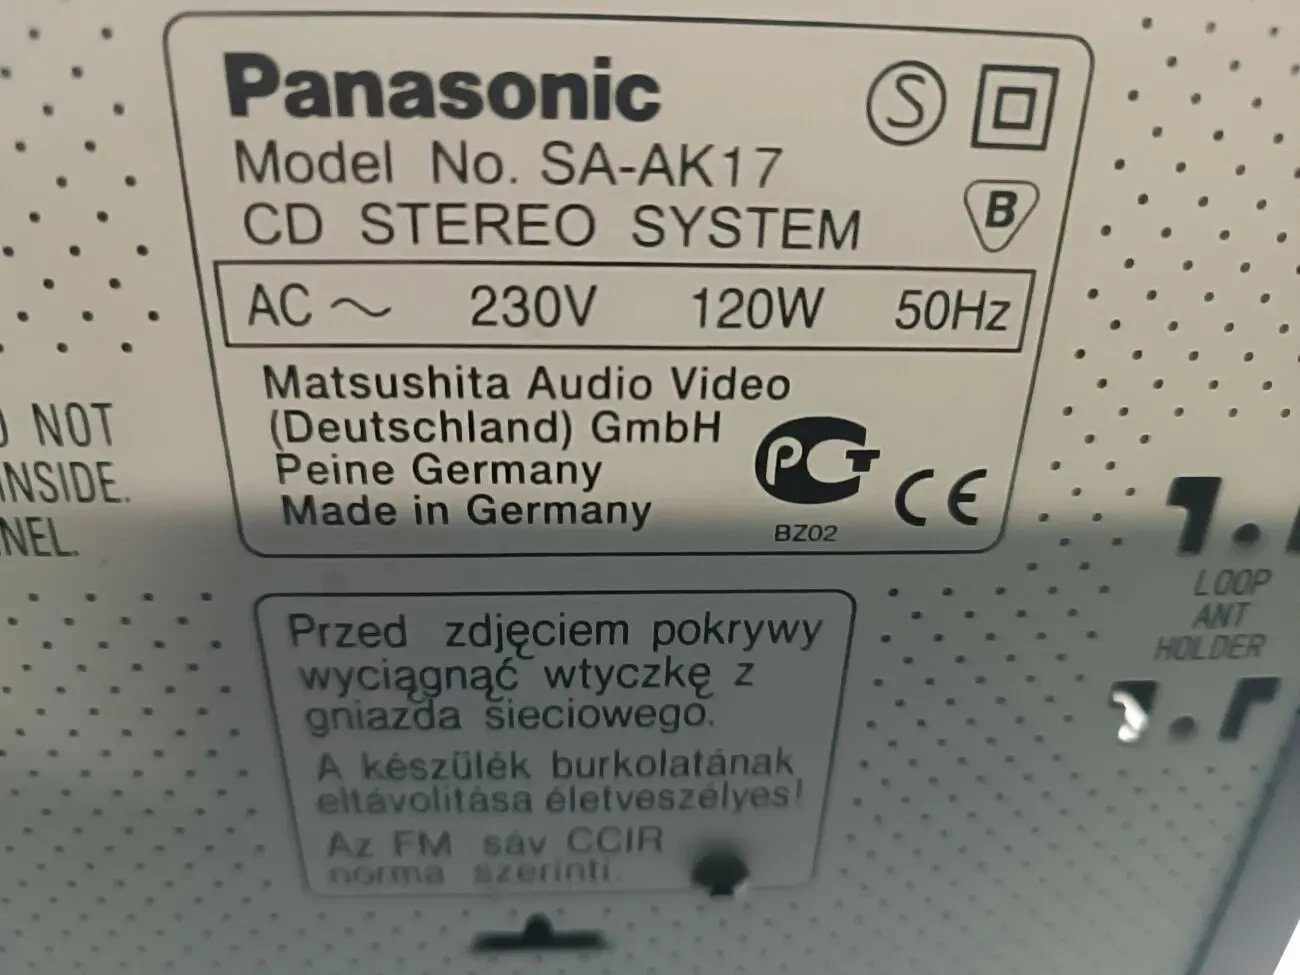 Panasonic
S
Model No. SA-AK17
B
CD STEREO SYSTEM
AC ~ 230V 120W 50Hz
Matsushita Audio Video
(Deutschland) GmbH
Peine Germany
Made in Germany
РСТ
BZ02
CE
NOT
INSIDE.
NEL.
LOOP
ANT
HOLDER
Przed zdjęciem pokrywy
wyciągnąć wtyczkę z
gniazda sieciowego.
A készülék burkolatának
eltávolitása életveszélyes!
Az FM sáv CCIR
norma szerinti.